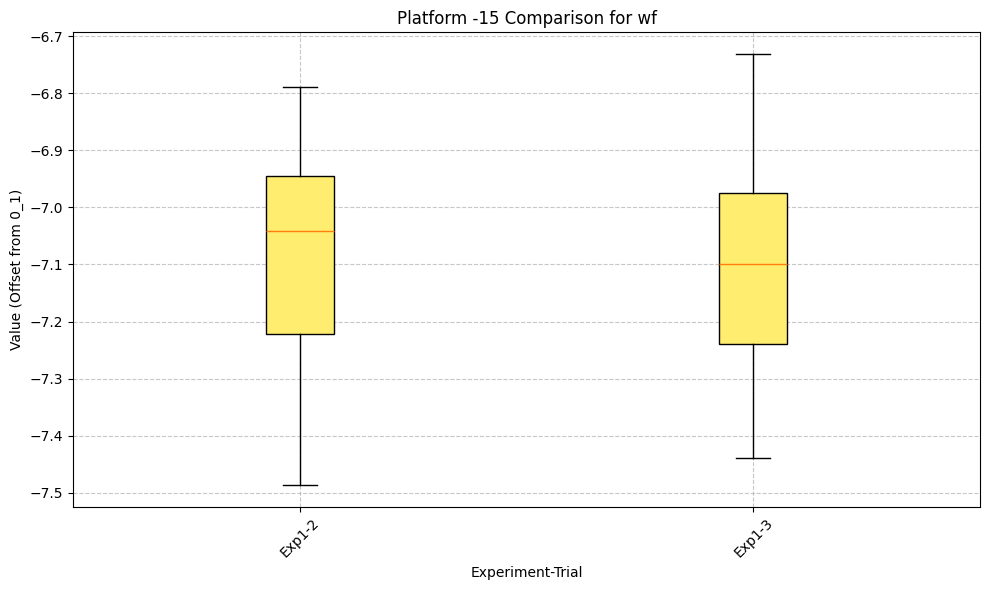 Platform -15 Comparison for wf
Value (Offset from 0_1)
−6.7
−6.8
−6.9
−7.0
−7.1
−7.2
−7.3
−7.4
−7.5
Exp1-2
Exp1-3
Experiment-Trial